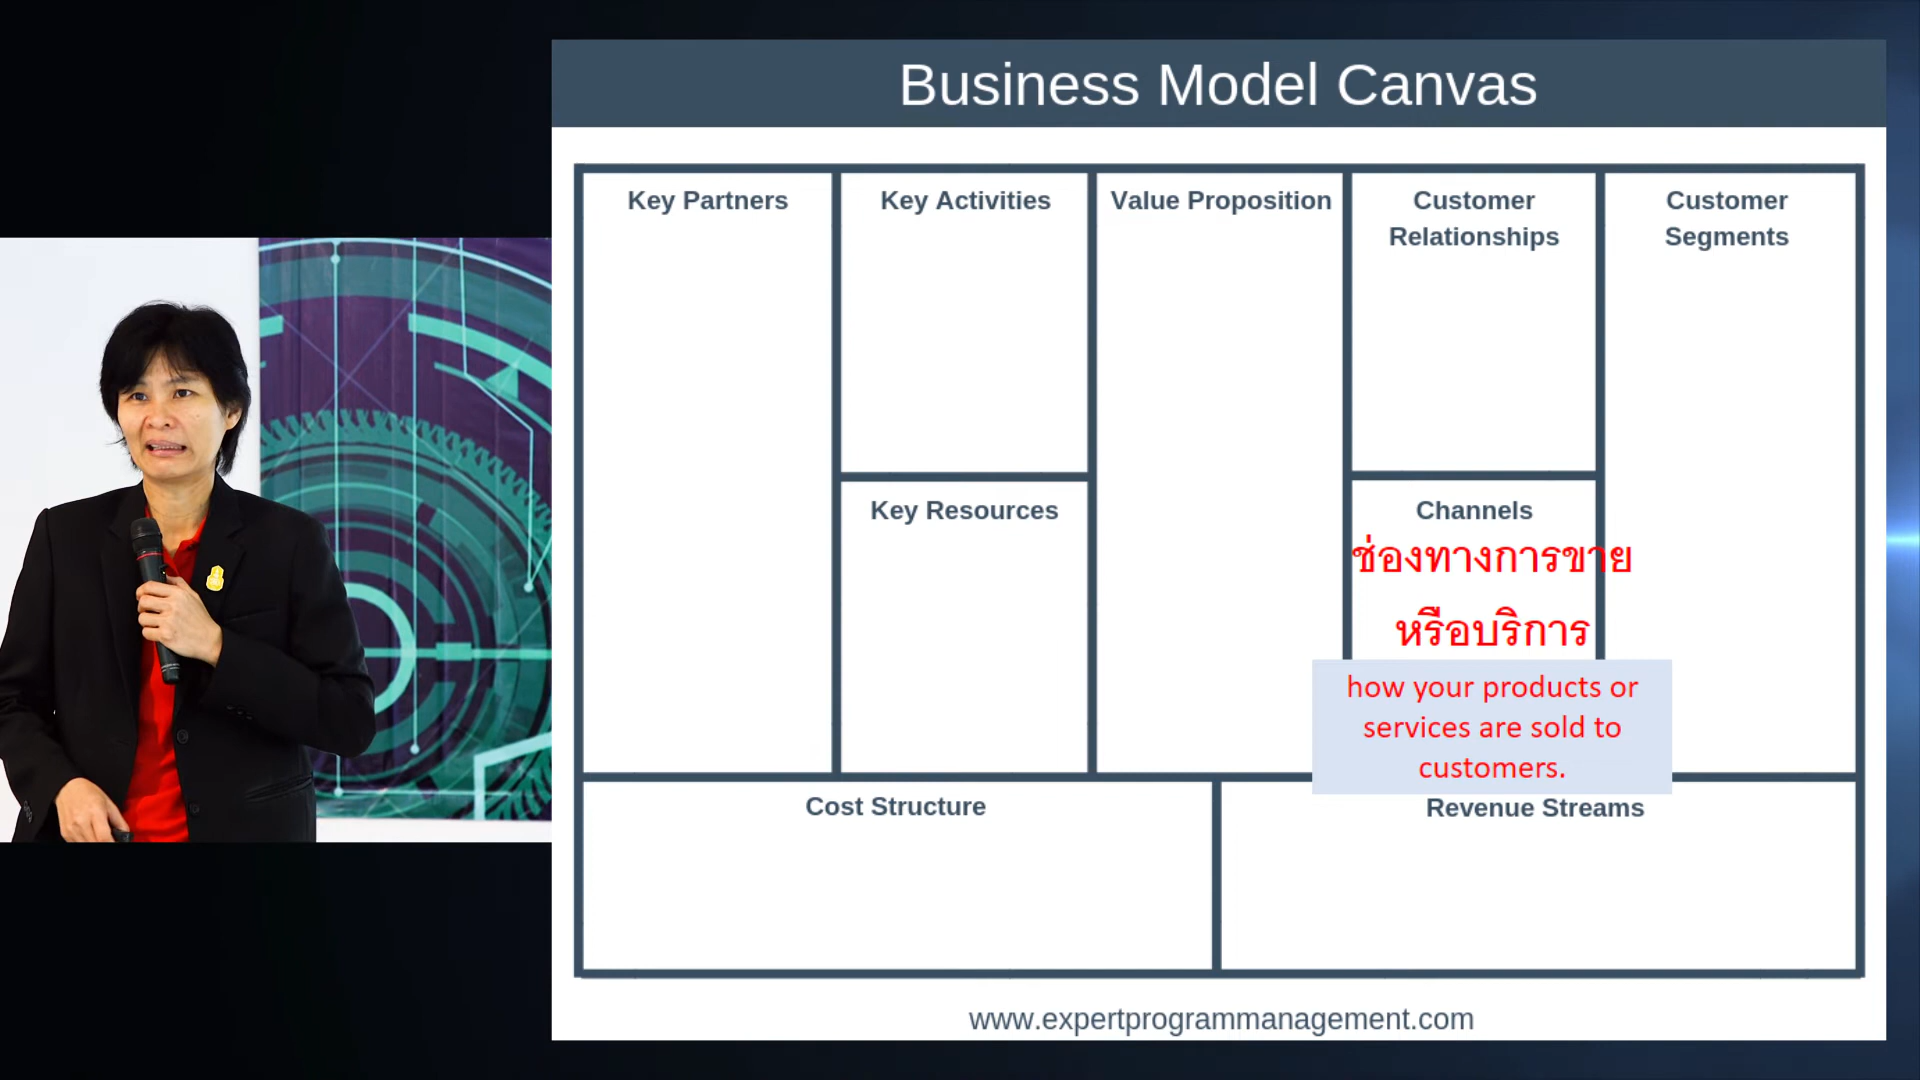 Business Model Canvas
Key Partners
Key Activities
Value Proposition
Customer
Relationships
Customer
Segments
Key Resources
Channels
ช่องทางการขาย
หรือบริการ
how your products or
services are sold to
customers.
Cost Structure
Revenue Streams
www.expertprogrammanagement.com